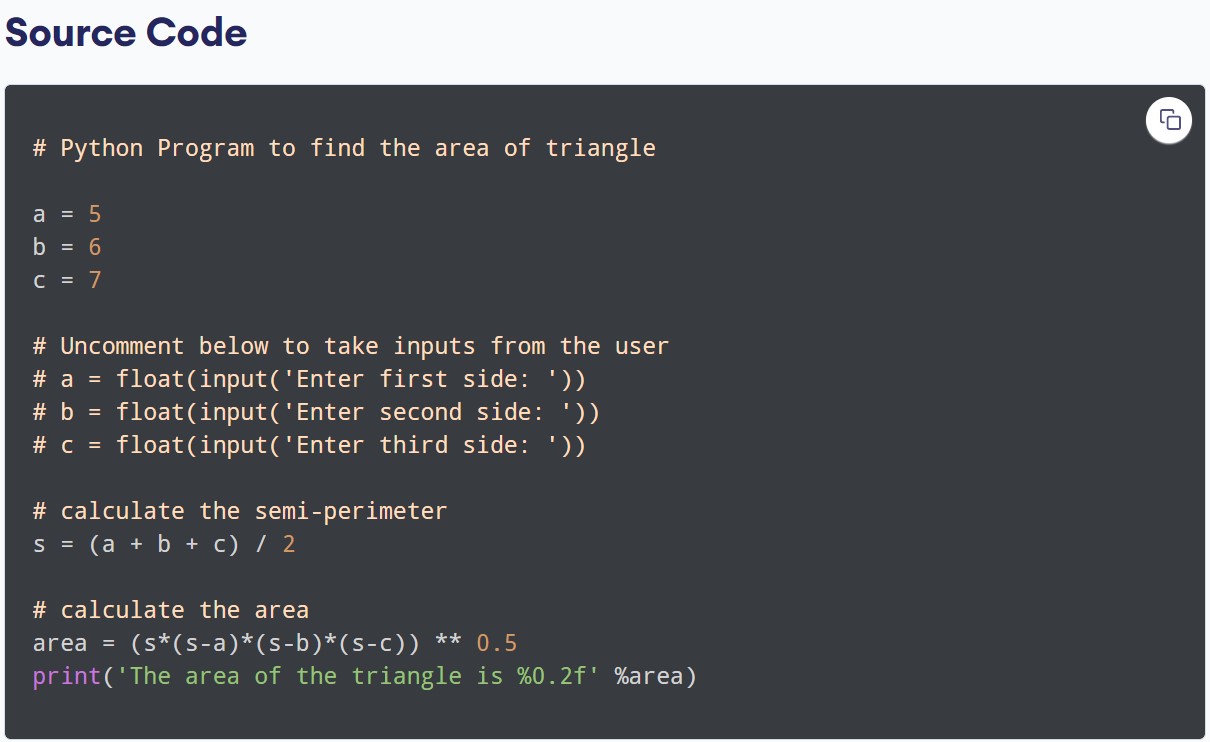 Source Code
# Python Program to find the area of triangle
a = 5
b = 6
c = 7
# Uncomment below to take inputs from the user
# a = float(input('Enter first side: '))
# b = float(input('Enter second side: '))
# c = float(input('Enter third side: '))
# calculate the semi-perimeter
s = (a + b + c) / 2
# calculate the area
area = (s*(s-a)*(s-b)*(s-c)) ** 0.5
print('The area of the triangle is %0.2f' %area)